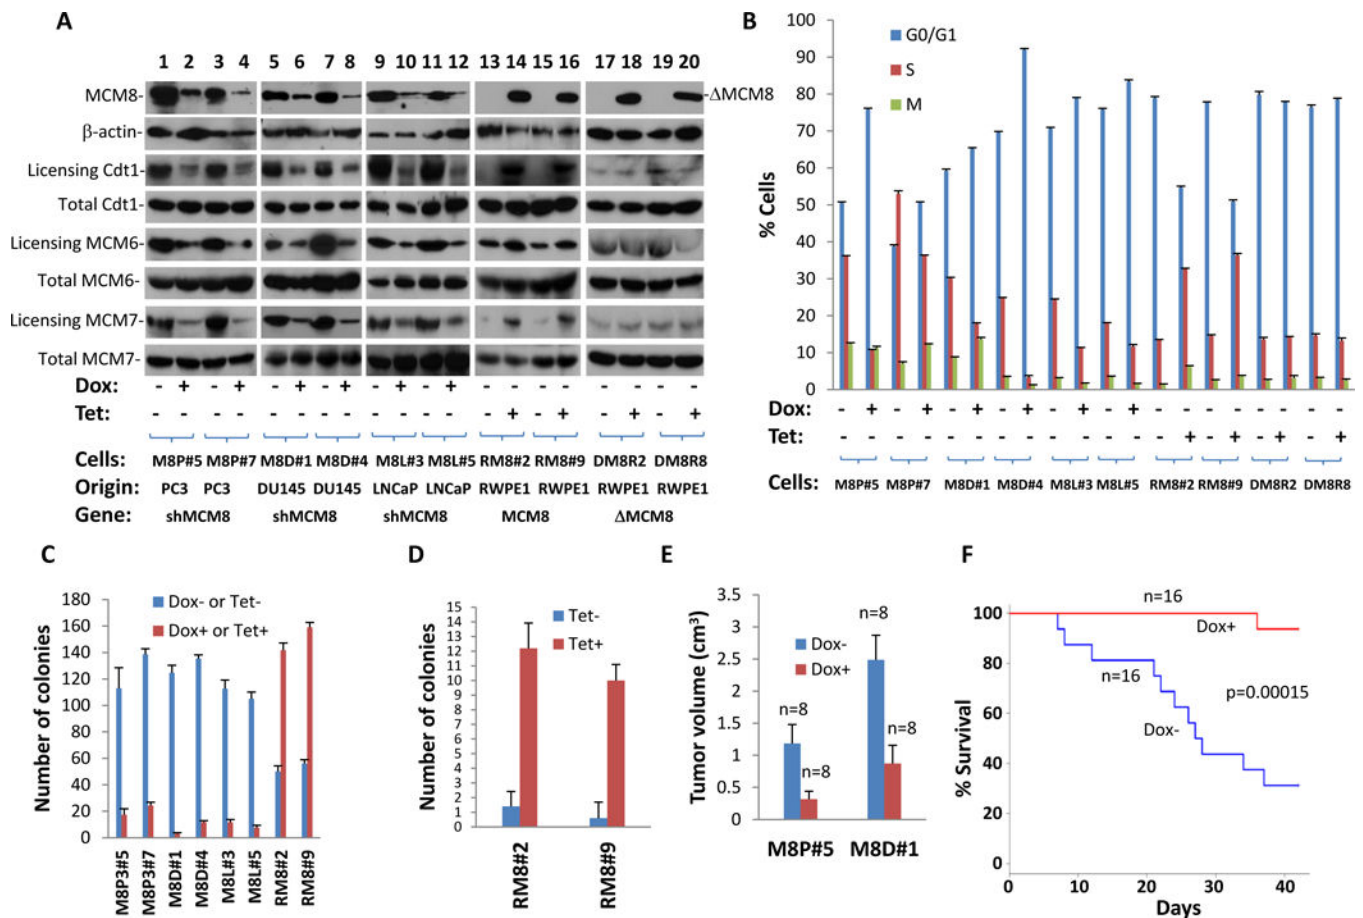 A
1 2 3 4 5 6 7 8 9 10 11 12 13 14 15 16 17 18 19 20
MCM8-
-ΔMCM8
β-actin-
Licensing Cdt1-
Total Cdt1-
Licensing MCM6-
Total MCM6-
Licensing MCM7-
Total MCM7-
Dox: - + - + - + - + - + - + - - - - - - - -
Tet: - - - - - - - - - - - - - + - + - + - +
Cells: M8P#5 M8P#7 M8D#1 M8D#4 M8L#3 M8L#5 RM8#2 RM8#9 DM8R2 DM8R8
Origin: PC3 PC3 DU145 DU145 LNCaP LNCaP RWPE1 RWPE1 RWPE1 RWPE1
Gene: shMCM8 shMCM8 shMCM8 MCM8 ΔMCM8
B
% Cells
100
90
80
70
60
50
40
30
20
10
0
G0/G1
S
M
Dox: - + - + - + - + - + - + - - - - - - - -
Tet: - - - - - - - - - - - - - + - + - + - +
Cells: M8P#5 M8P#7 M8D#1 M8D#4 M8L#3 M8L#5 RM8#2 RM8#9 DM8R2 DM8R8
C
Number of colonies
180
160
140
120
100
80
60
40
20
0
Dox- or Tet-
Dox+ or Tet+
M8P3#5 M8P3#7 M8D#1 M8D#4 M8L#3 M8L#5 RM8#2 RM8#9
D
Number of colonies
15
14
13
12
11
10
9
8
7
6
5
4
3
2
1
0
Tet-
Tet+
RM8#2 RM8#9
E
Tumor volume (cm³)
3.5
3
2.5
2
1.5
1
0.5
0
Dox-
Dox+
n=8
n=8
n=8
n=8
M8P#5 M8D#1
F
% Survival
100
80
60
40
20
0
n=16
Dox+
n=16
p=0.00015
Dox-
0 10 20 30 40
Days